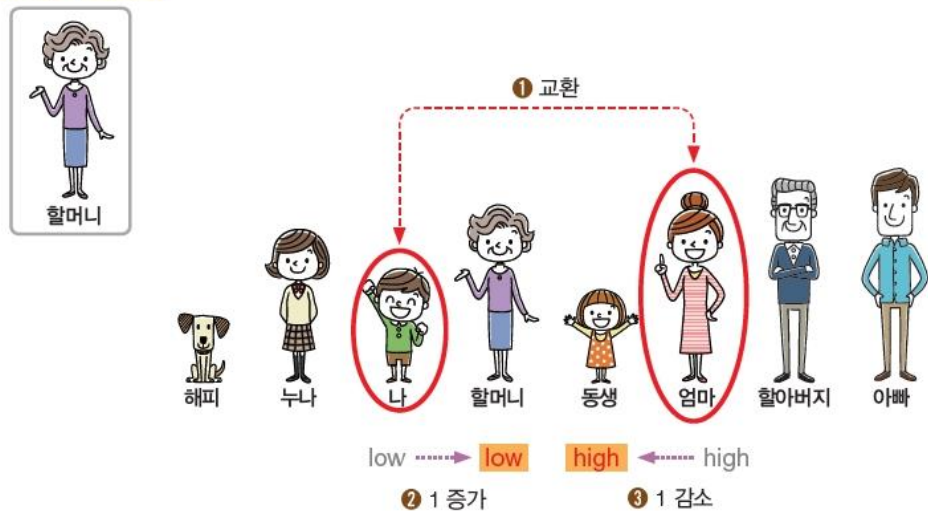 할머니
❶ 교환
해피 누나 나 할머니 동생 엄마 할아버지 아빠
low low high high
❷ 1 증가 ❸ 1 감소